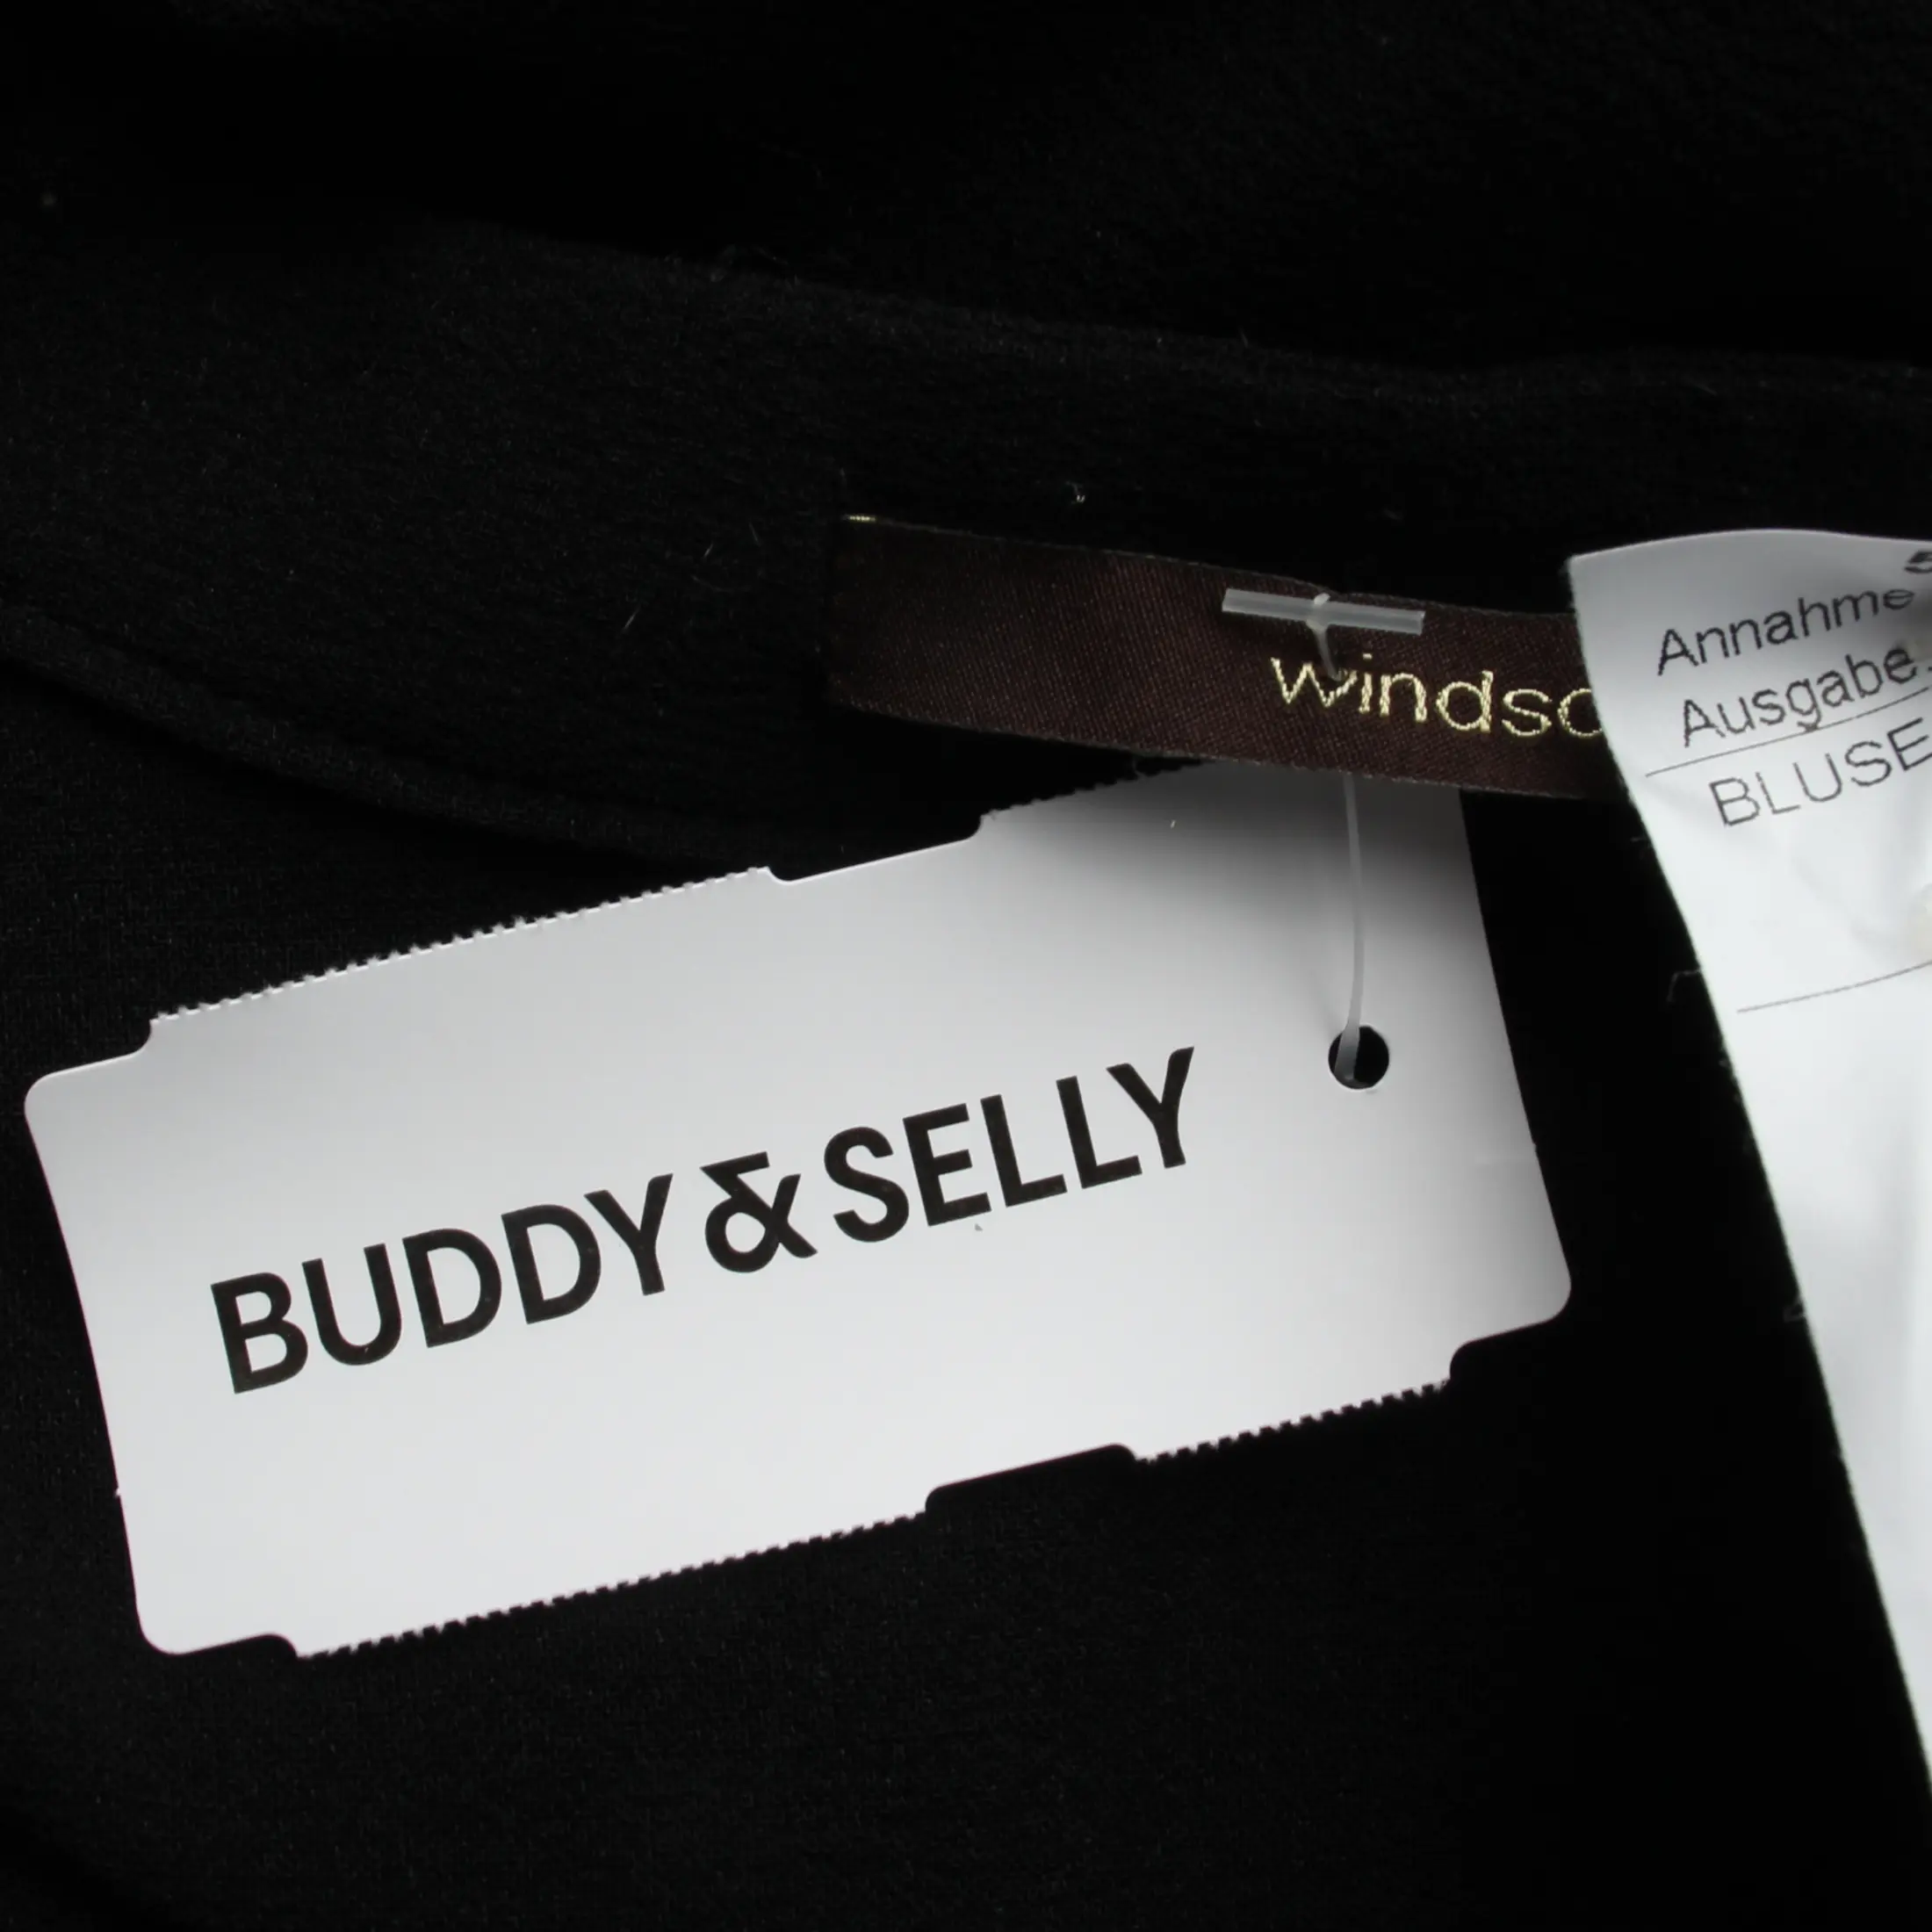 windso
Annahme
Ausgabe
BLUSE
BUDDY & SELLY